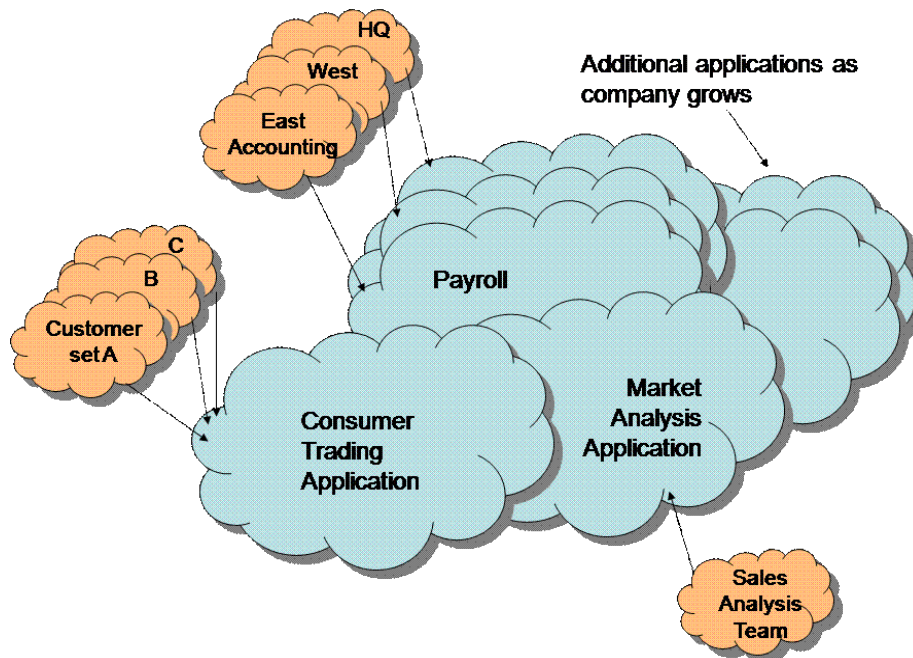 HQ
West
East
Accounting
Additional applications as
company grows
C
B
Customer
set A
Payroll
Consumer
Trading
Application
Market
Analysis
Application
Sales
Analysis
Team